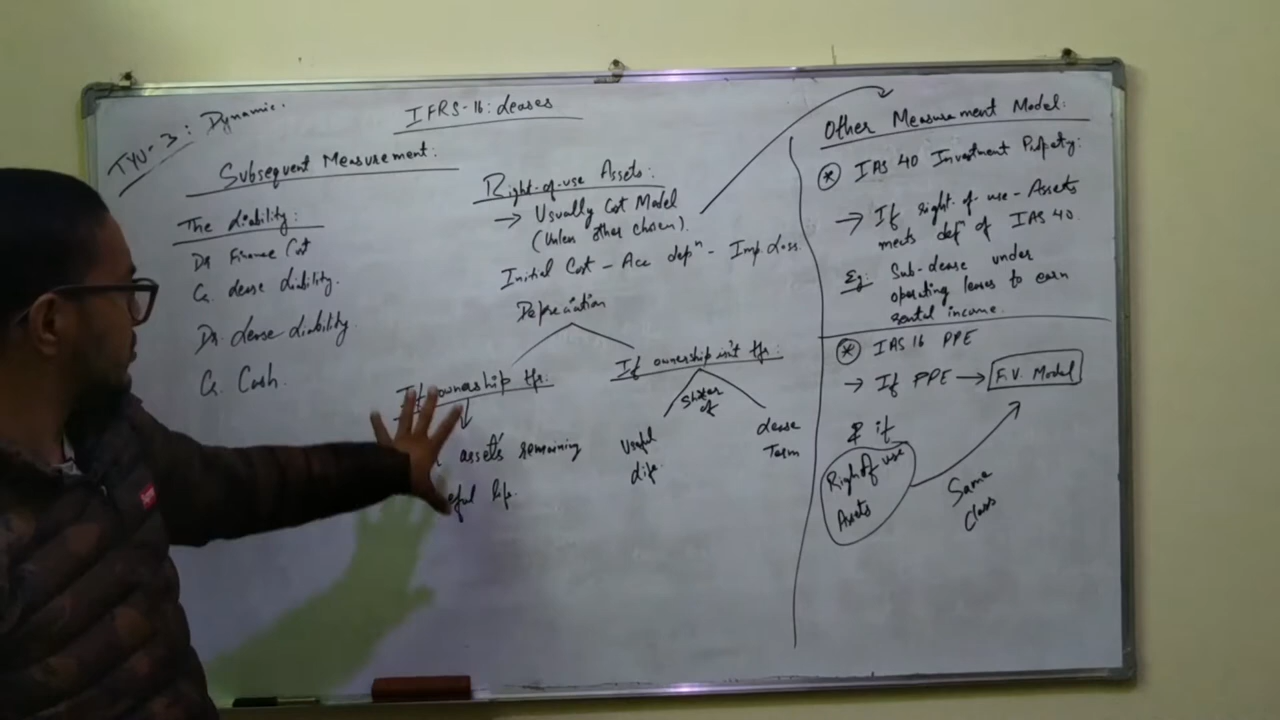 TYU-3: Dynamic.
IFRS-16: Leases
Subsequent Measurement:
The Liability:
Dr Finance Cost
Cr. Lease Liability.
Dr. Lease Liability.
Cr. Cash.
Right-of-use Assets:
→ Usually Cost Model
(Unless other chosen).
Initial Cost - Acc depⁿ - Imp Loss.
Depreciation
If ownership tfr.
asset's remaining
life.
If ownership isn't tfr.
Shorter
of
Useful
Life
Lease
Term
Other Measurement Model:
* IAS 40 Investment Property:
→ If right-of-use-Assets
meets defⁿ of IAS 40.
Eg: Sub-Lease under
operating leases to earn
rental income.
* IAS 16 PPE
→ If PPE → F.V. Model
& if
Right Of use
Assets
Same
Class